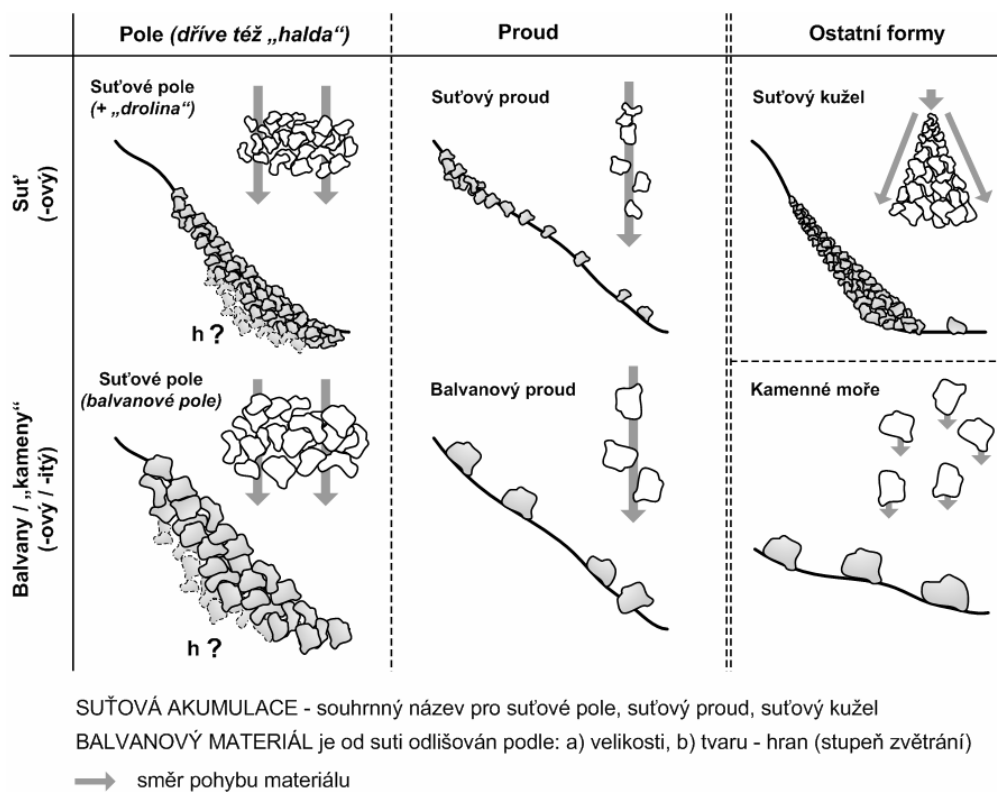 Pole (dříve též „halda“)
Proud
Ostatní formy
Suť
(-ový)
Suťové pole
(+ „drolina“)
h ?
Suťový proud
Suťový kužel
Balvany / „kameny“
(-ový / -itý)
Suťové pole
(balvanové pole)
h ?
Balvanový proud
Kamenné moře
SUŤOVÁ AKUMULACE - souhrnný název pro suťové pole, suťový proud, suťový kužel
BALVANOVÝ MATERIÁL je od suti odlišován podle: a) velikosti, b) tvaru - hran (stupeň zvětrání)
směr pohybu materiálu